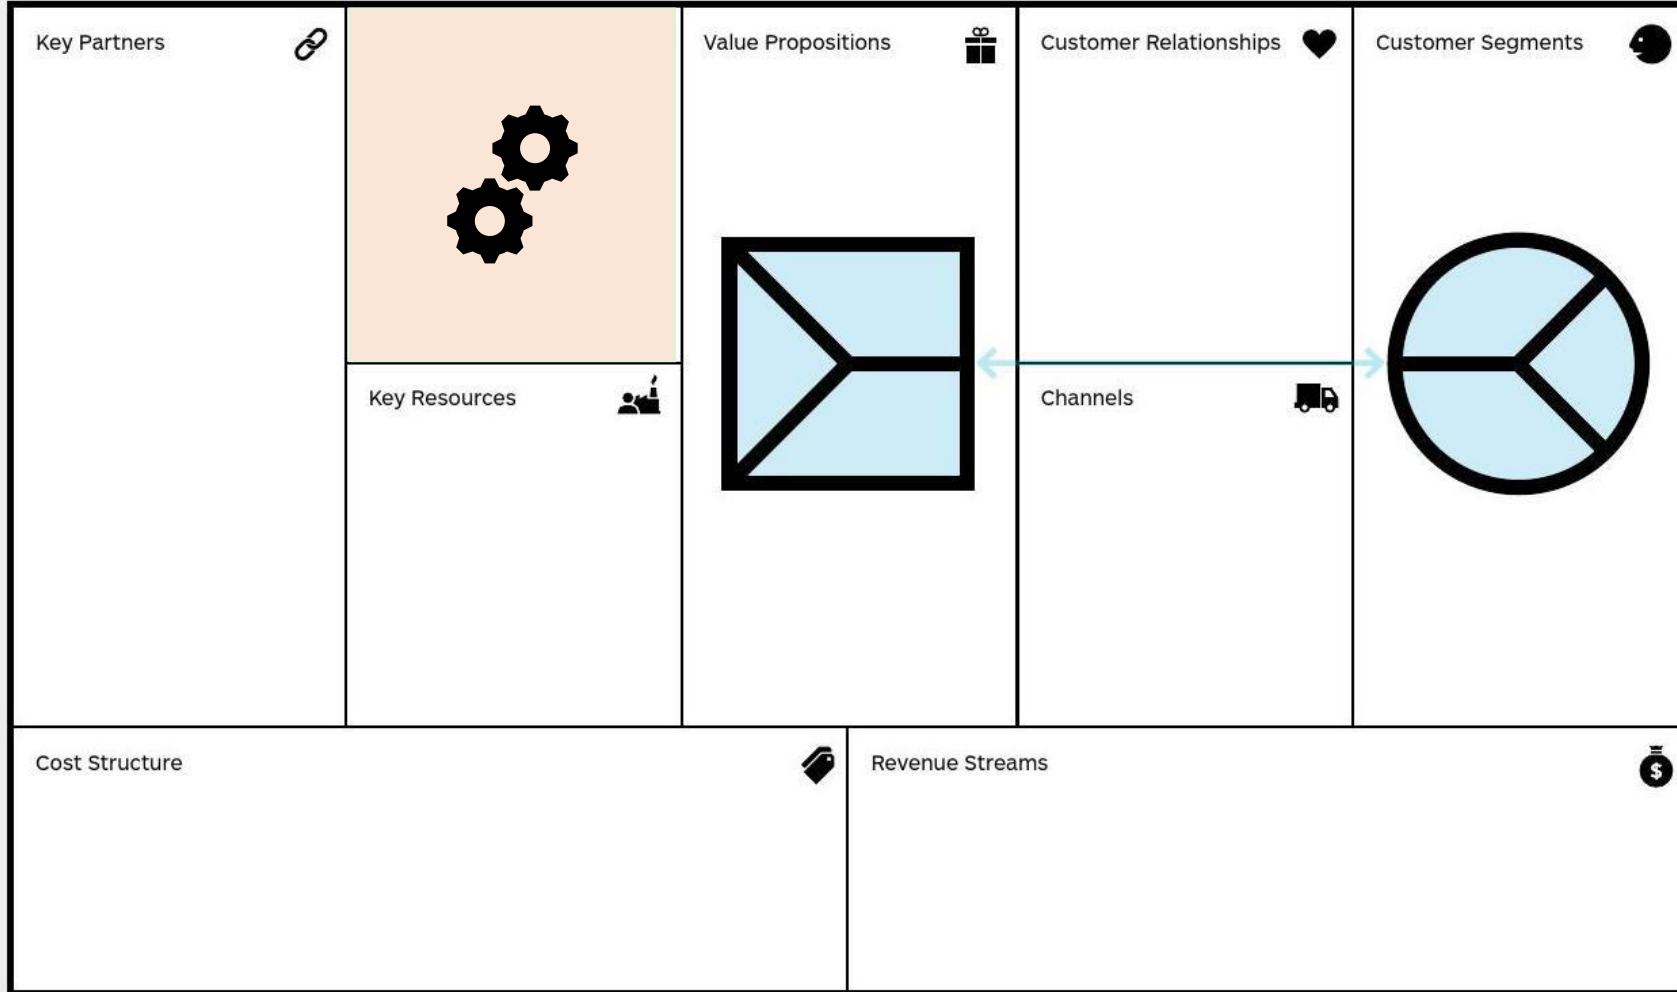 Key Partners
Value Propositions
Customer Relationships
Customer Segments
Key Resources
Channels
Cost Structure
Revenue Streams
$